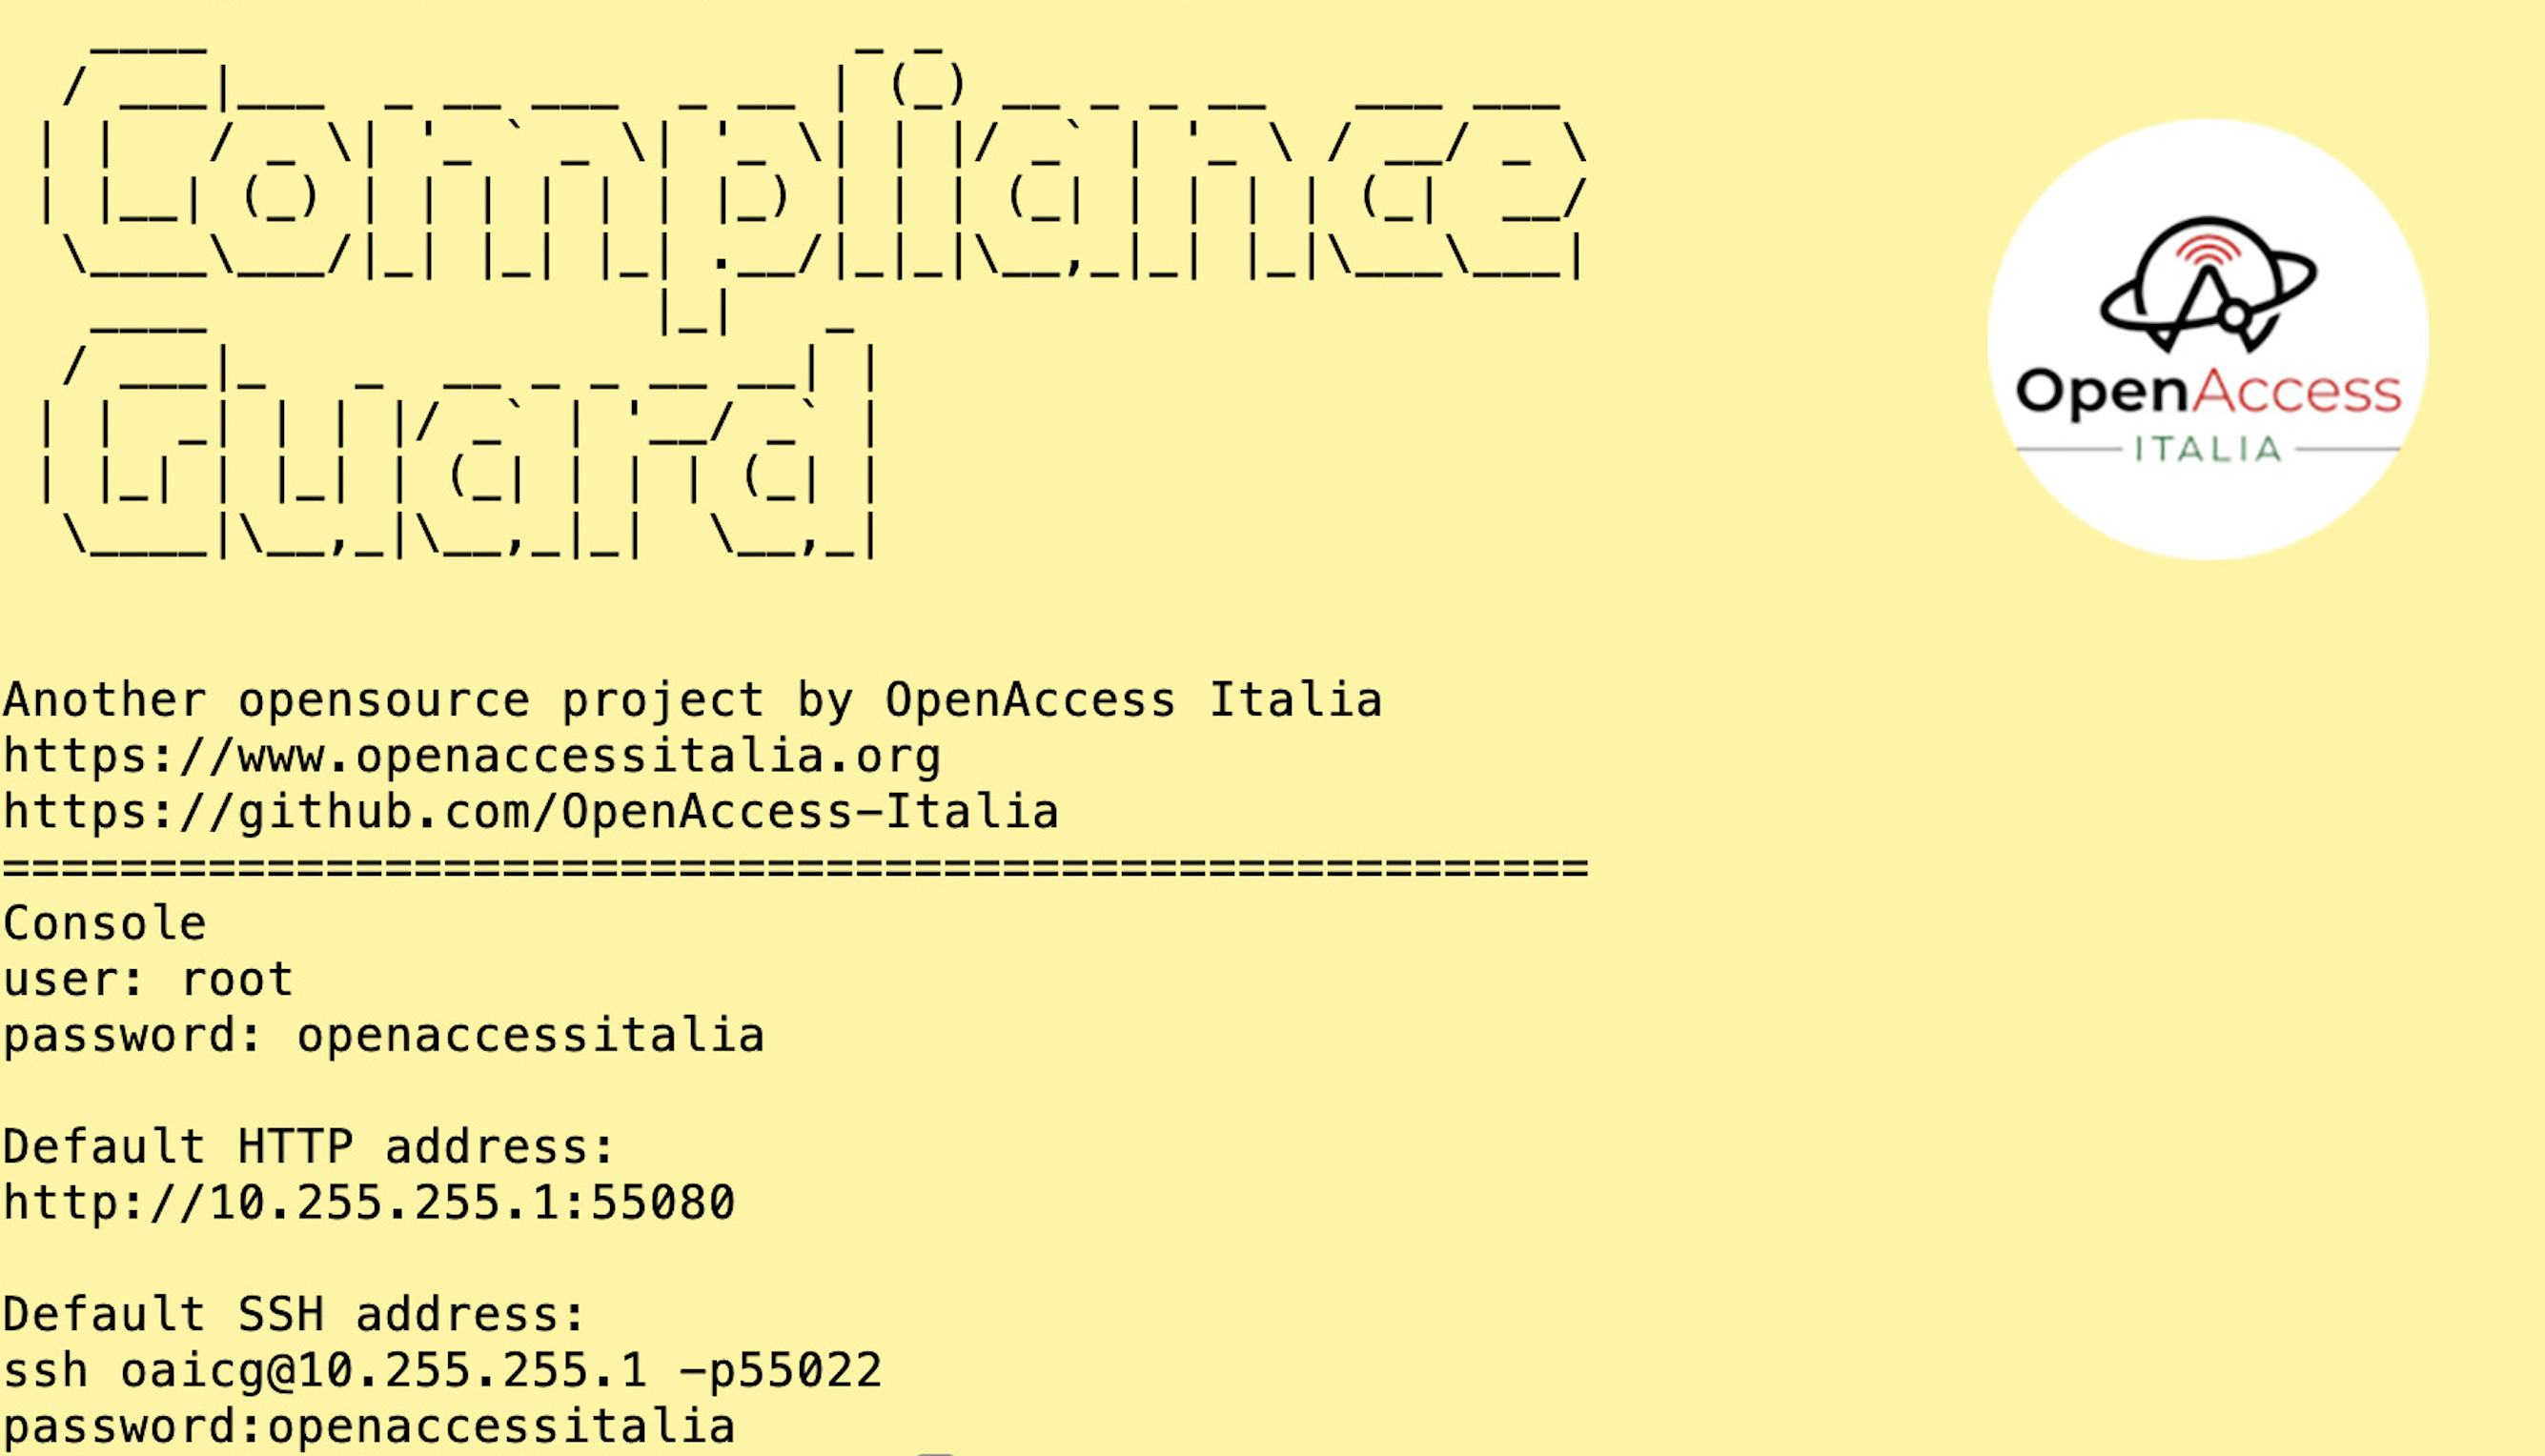 Compliance
Guard
OpenAccess
ITALIA
Another opensource project by OpenAccess Italia
https://www.openaccessitalia.org
https://github.com/OpenAccess-Italia
======================================================
Console
user: root
password: openaccessitalia
Default HTTP address:
http://10.255.255.1:55080
Default SSH address:
ssh oaicg@10.255.255.1 -p55022
password:openaccessitalia